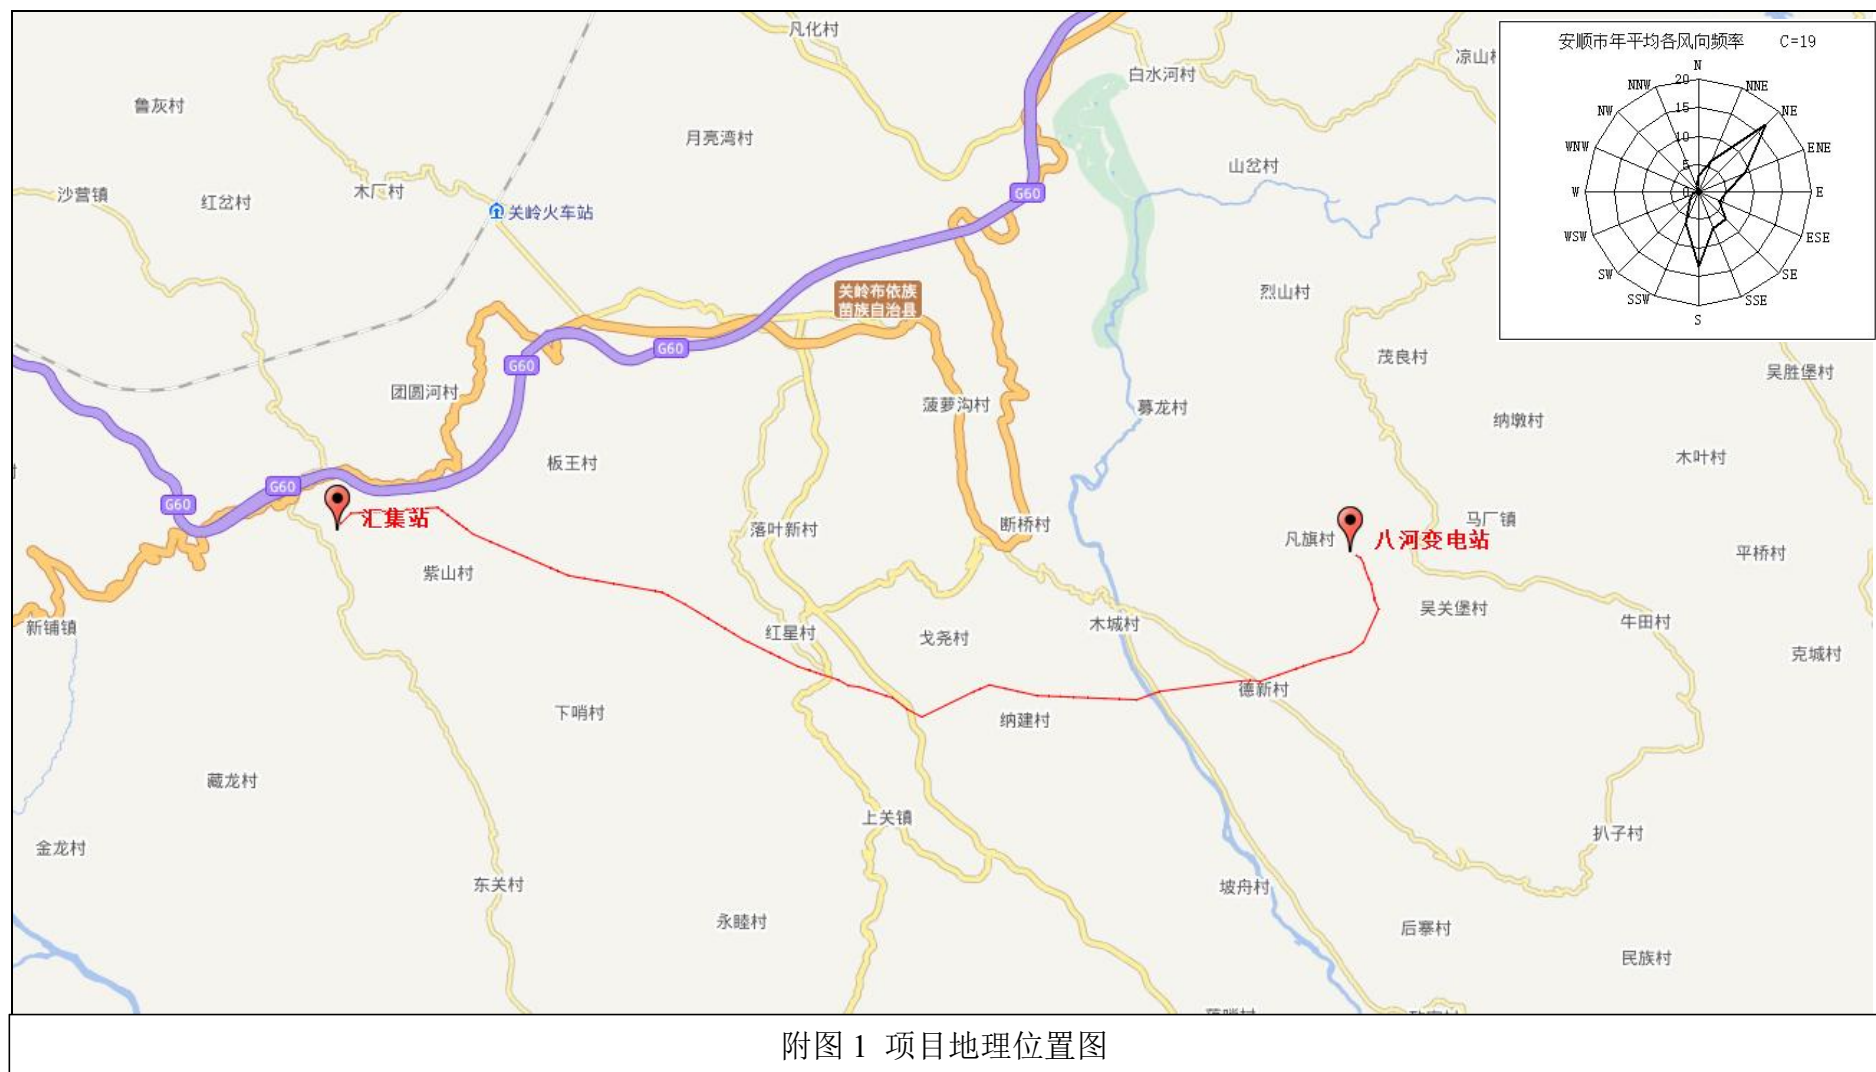 凡化村
凉山
白水河村
鲁灰村
月亮湾村
山岔村
沙营镇
红岔村
木厂村
关岭火车站
G60
烈山村
关岭布依族
苗族自治县
G60
G60
茂良村
吴胜堡村
团圆河村
菠萝沟村
募龙村
纳墩村
板王村
木叶村
G60
G60
汇集站
落叶新村
断桥村
凡旗村
八河变电站
马厂镇
平桥村
紫山村
新铺镇
红星村
戈尧村
木城村
吴关堡村
牛田村
克城村
德新村
下哨村
纳建村
藏龙村
上关镇
扒子村
金龙村
东关村
坡舟村
永睦村
后寨村
民族村
安顺市年平均各风向频率 C=19
N
NNE
NE
ENE
E
ESE
SE
SSE
S
SSW
SW
WSW
W
WNW
NW
NNW
20
15
10
5
0
附图 1 项目地理位置图